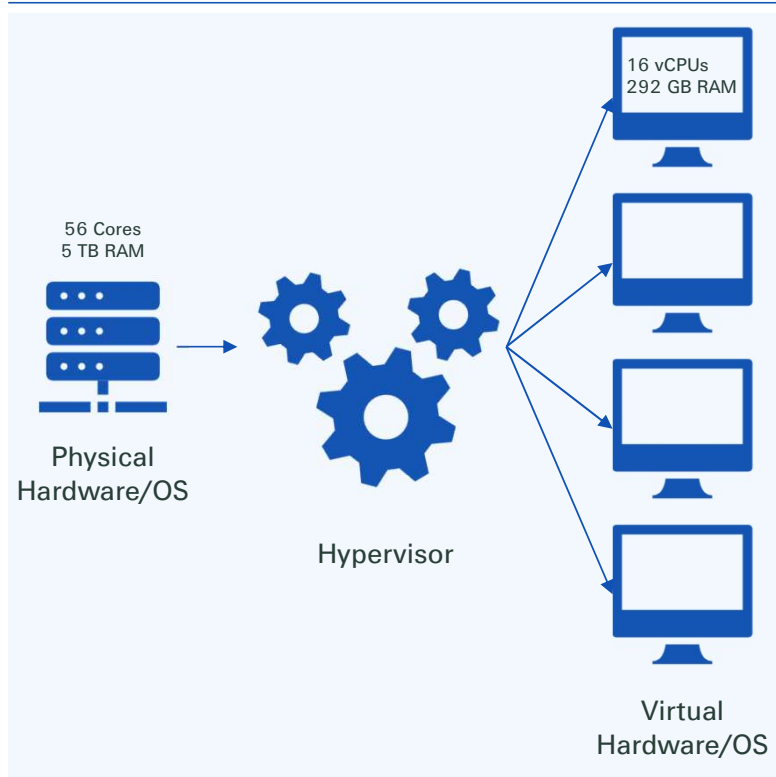 56 Cores
5 TB RAM
Physical
Hardware/OS
Hypervisor
16 vCPUs
292 GB RAM
Virtual
Hardware/OS